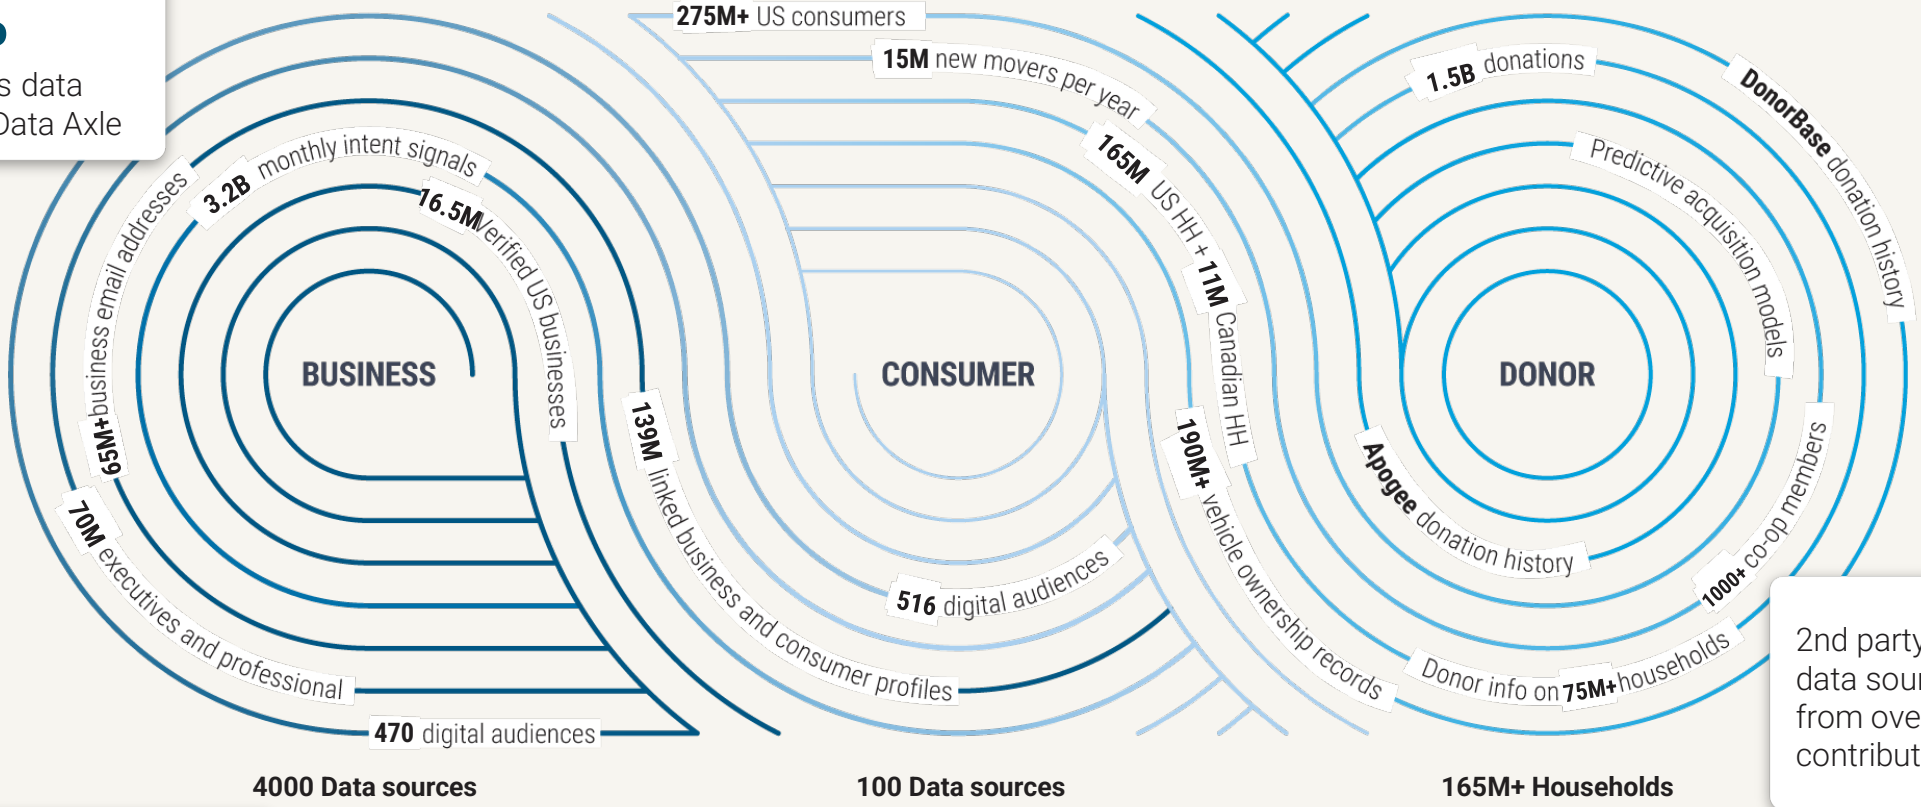 s data
Data Axle
275M+ US consumers
15M new movers per year
165M US HH + 11M Canadian HH
1.5B donations
DonorBase donation history
Predictive acquisition models
3.2B monthly intent signals
16.5M Verified US businesses
65M+ business email addresses
BUSINESS
CONSUMER
DONOR
139M linked business and consumer profiles
190M+ vehicle ownership records
Apogee donation history
1000+ co-op members
70M executives and professional
516 digital audiences
Donor info on 75M+ households
470 digital audiences
2nd party
data sour
from ove
contribut
4000 Data sources
100 Data sources
165M+ Households